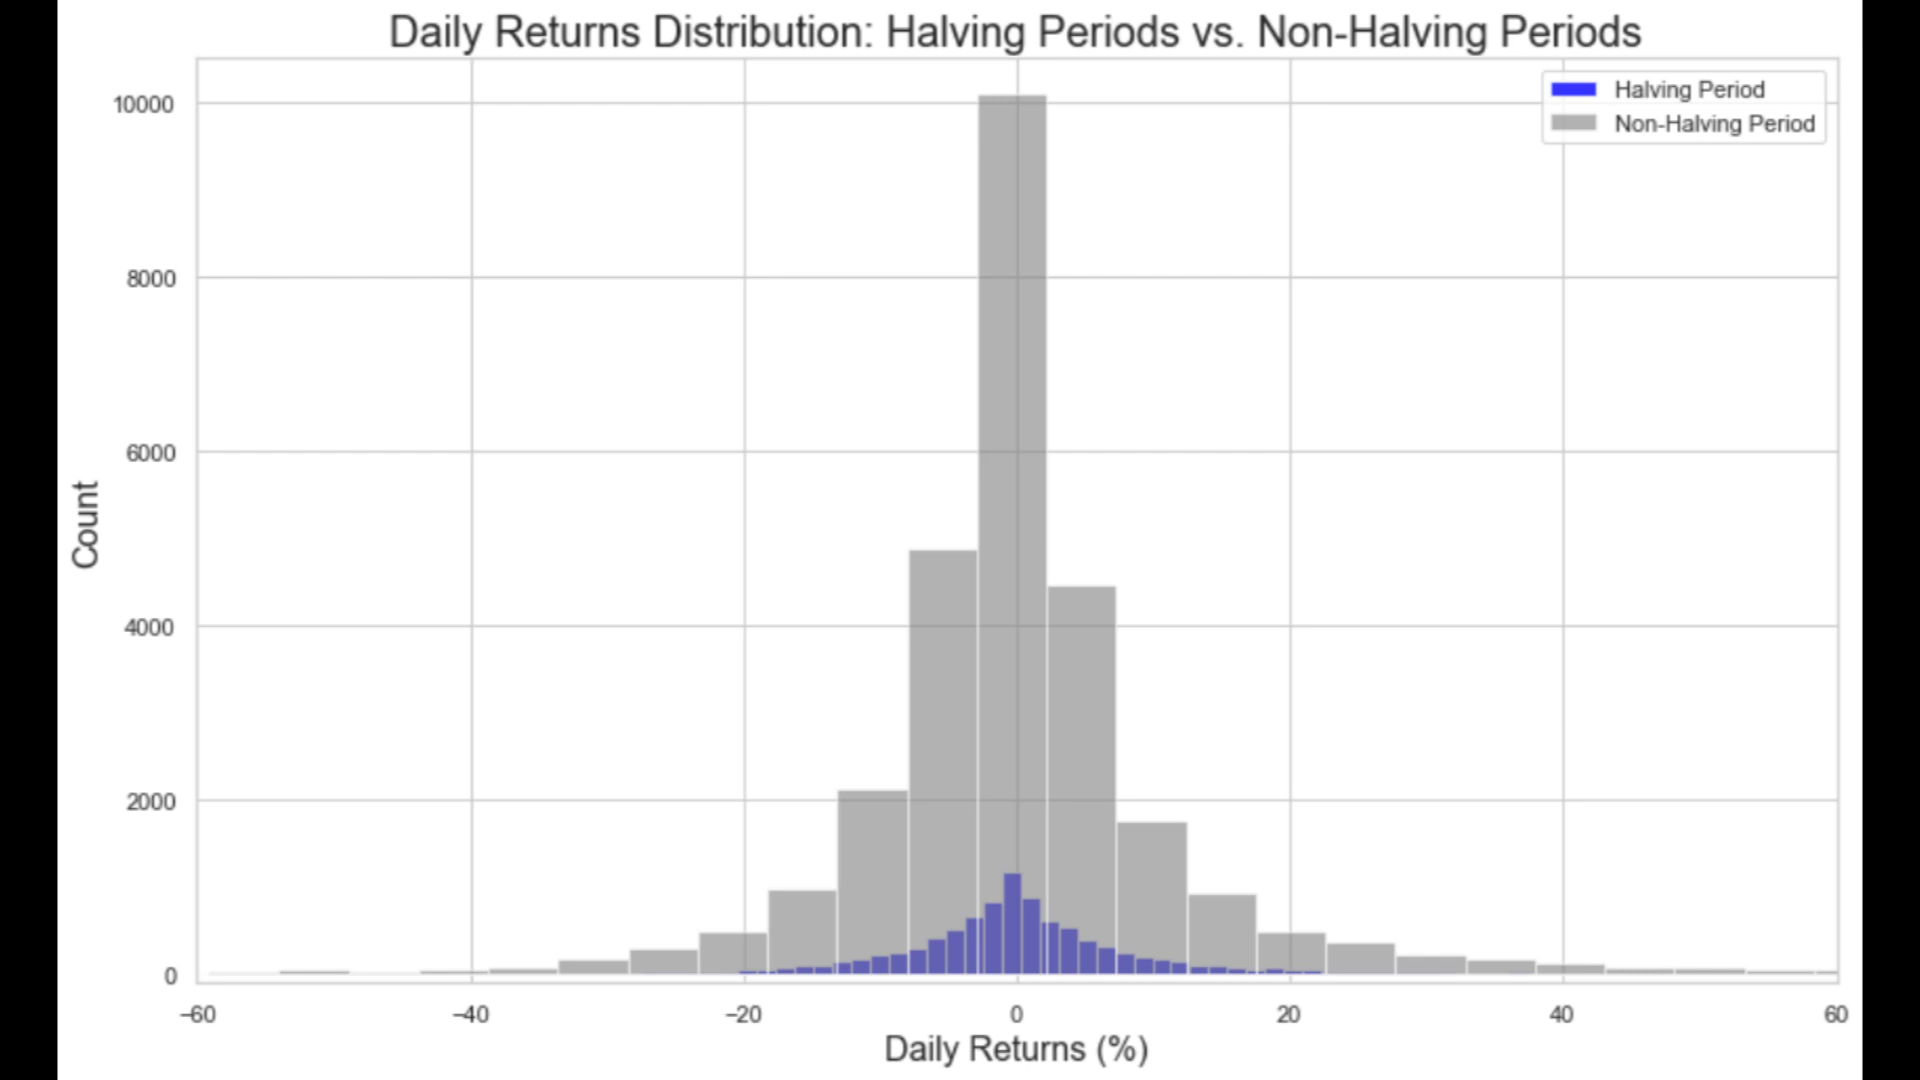 Daily Returns Distribution: Halving Periods vs. Non-Halving Periods
Halving Period
Non-Halving Period
10000
8000
6000
4000
2000
0
Count
−60
−40
−20
0
20
40
60
Daily Returns (%)